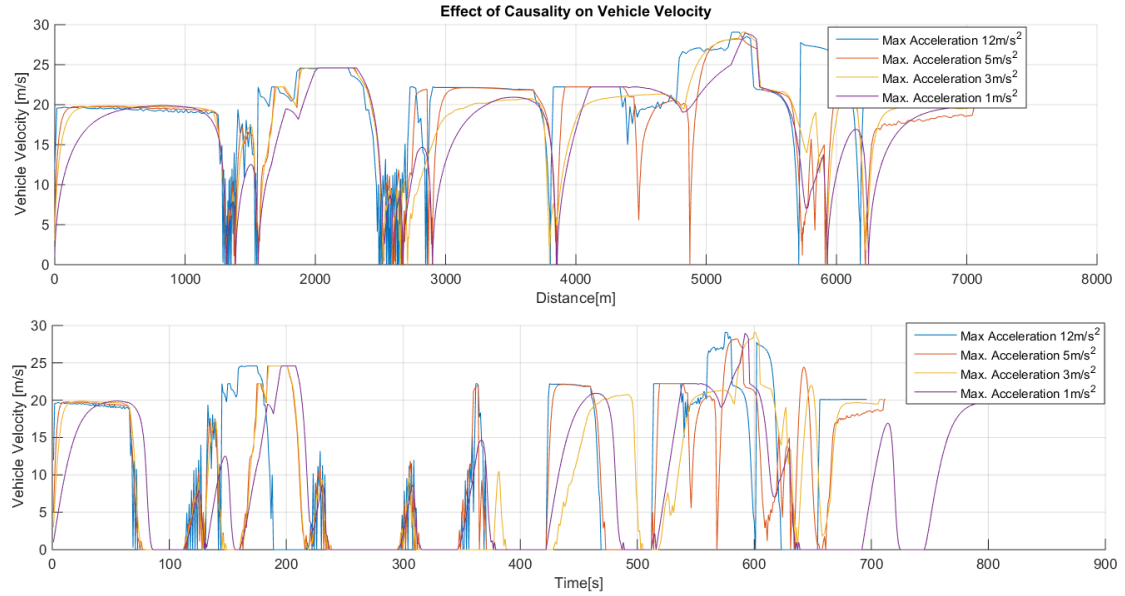 Effect of Causality on Vehicle Velocity
30
25
20
15
10
5
0
Vehicle Velocity [m/s]
Max Acceleration 12m/s²
Max. Acceleration 5m/s²
Max. Acceleration 3m/s²
Max. Acceleration 1m/s²
0 1000 2000 3000 4000 5000 6000 7000 8000
Distance[m]
30
25
20
15
10
5
0
Vehicle Velocity [m/s]
Max Acceleration 12m/s²
Max. Acceleration 5m/s²
Max. Acceleration 3m/s²
Max. Acceleration 1m/s²
0 100 200 300 400 500 600 700 800 900
Time[s]